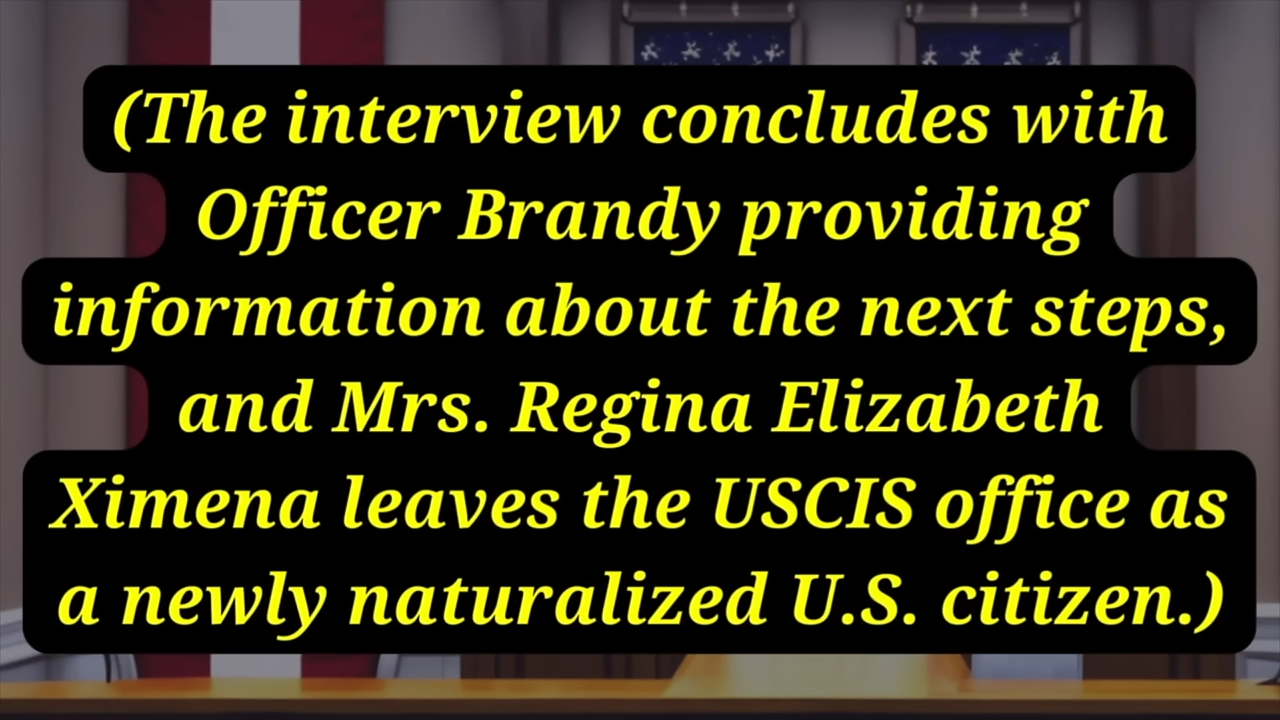 (The interview concludes with
Officer Brandy providing
information about the next steps,
and Mrs. Regina Elizabeth
Ximena leaves the USCIS office as
a newly naturalized U.S. citizen.)